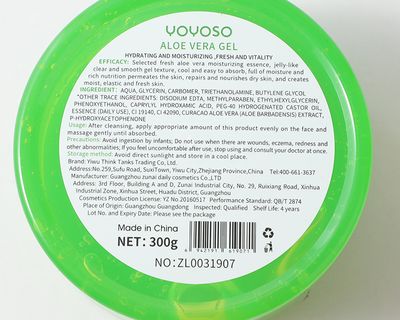 YOYOSO
ALOE VERA GEL
HYDRATING AND MOISTURIZING ,FRESH AND VITALITY
EFFICACY: Selected fresh aloe vera moisturizing essence, jelly-like
clear and smooth gel texture, cool and easy to absorb, full of moisture and
rich nutrition permeates the skin, repairs and nourishes dry skin, and creates
moist, elastic and fresh skin.
INGREDIENT: AQUA, GLYCERIN, CARBOMER, TRIETHANOLAMINE, BUTYLENE GLYCOL
*OTHER TRACE INGREDIENTS: DISODIUM EDTA, METHYLPARABEN, ETHYLHEXYLGLYCERIN,
PHENOXYETHANOL, CAPRYLYL HYDROXAMIC ACID, PEG-40 HYDROGENATED CASTOR OIL,
ESSENCE (DAILY USE), CI 19140, CI 42090, CURACAO ALOE VERA (ALOE BARBADENSIS) EXTRACT,
P-HYDROXYACETOPHENONE
Usage: After cleansing, apply appropriate amount of this product evenly on the face and
massage gently until absorbed.
Precautions: Avoid ingestion by infants; Do not use when there are wounds, eczema, redness and
other abnormalities; If you feel uncomfortable after use, stop using and consult your doctor at once.
Storage method: Avoid direct sunlight and store in a cool place.
Brand: Yiwu Think Tanks Trading Co., Ltd.
Address:No.259,Sufu Road, SuxiTown, Yiwu City,Zhejiang Province,China Tel:400-661-3637
Manufacturer: Guangzhou zunai daily cosmetics Co.,LTD
Address: 3rd Floor, Building A and D, Zunai Industrial City, No. 29, Ruixiang Road, Xinhua
Industrial Zone, Xinhua Street, Huadu District, Guangzhou
Cosmetics Production License: YZ No.20160517 Performance Standard: QB/T 2874
Place of Origin: Guangzhou Guangdong Inspected: Qualified Shelf Life: 4 years
Lot No. and Expiry Date: Please see the package
Made in China
NET: 300g
6 942191 619071
NO:ZL0031907